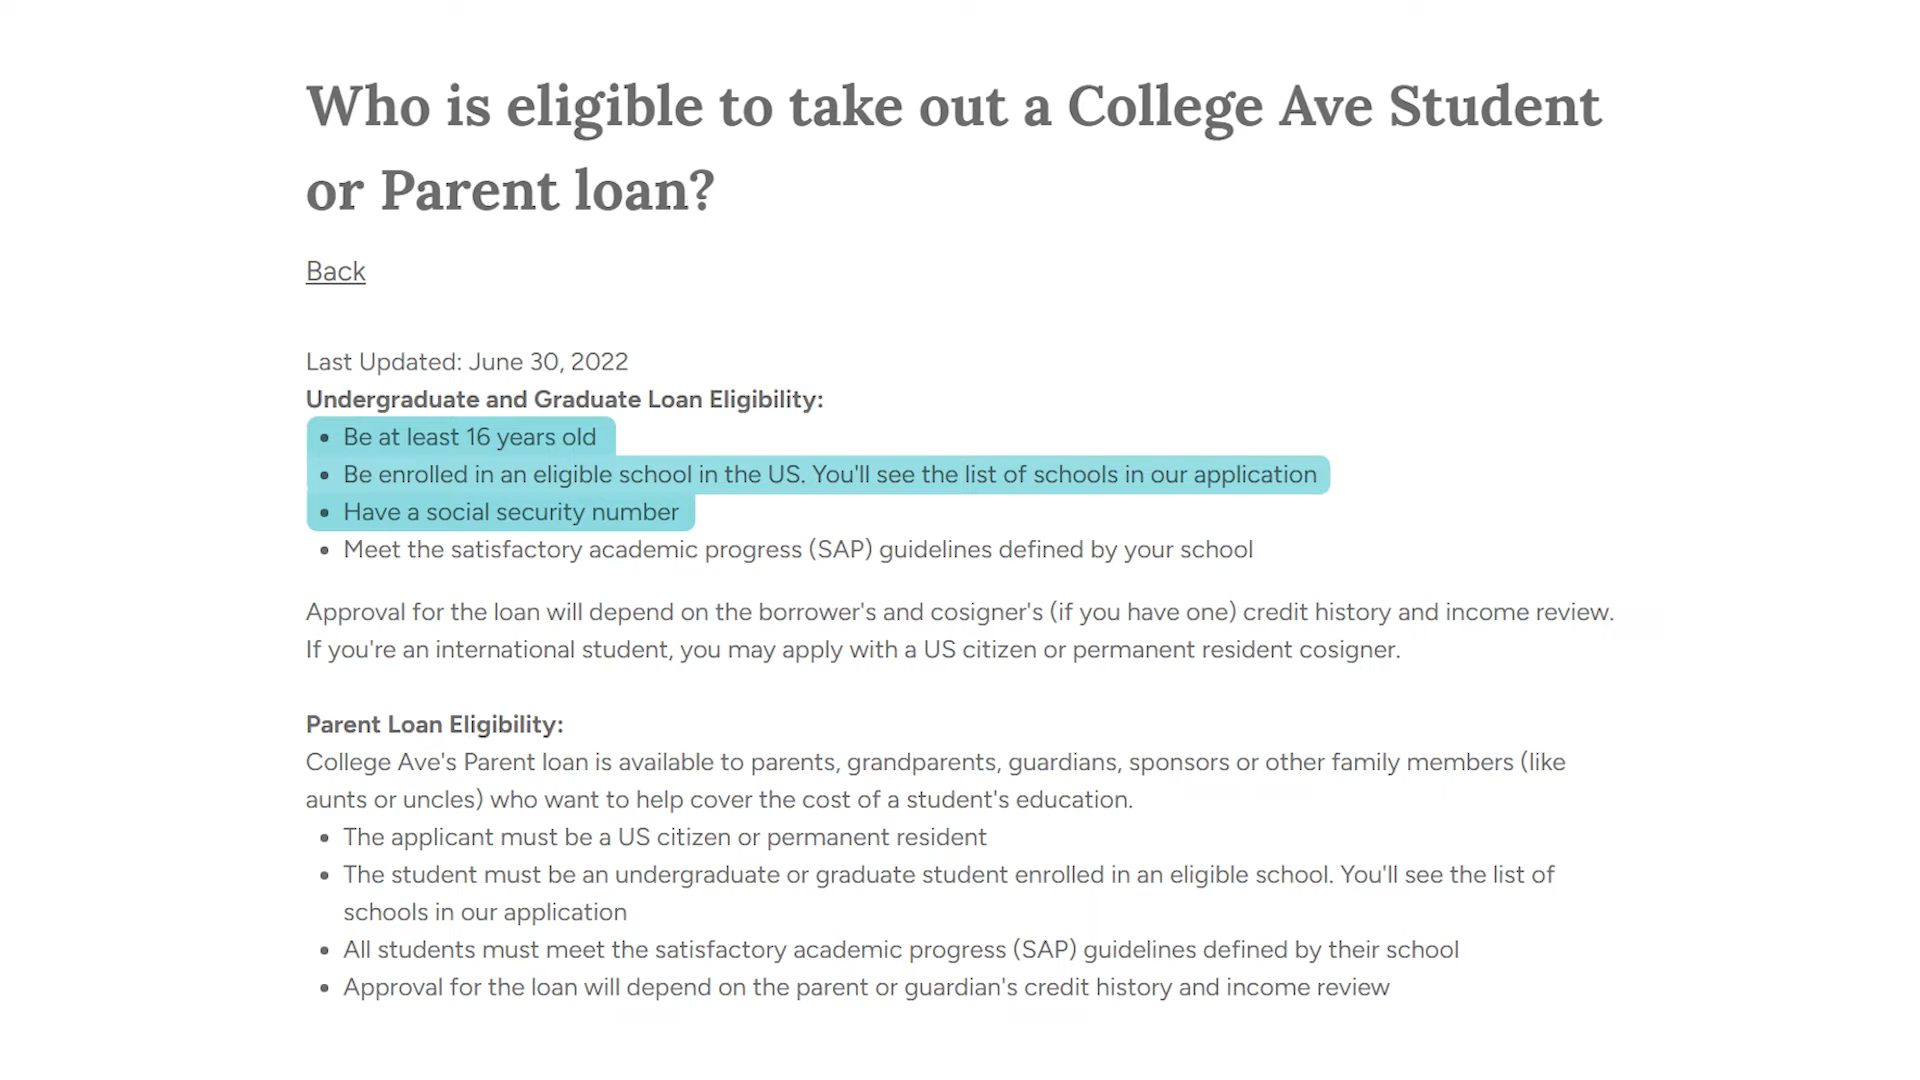 Who is eligible to take out a College Ave Student
or Parent loan?
Back
Last Updated: June 30, 2022
Undergraduate and Graduate Loan Eligibility:
• Be at least 16 years old
• Be enrolled in an eligible school in the US. You'll see the list of schools in our application
• Have a social security number
• Meet the satisfactory academic progress (SAP) guidelines defined by your school
Approval for the loan will depend on the borrower's and cosigner's (if you have one) credit history and income review.
If you're an international student, you may apply with a US citizen or permanent resident cosigner.
Parent Loan Eligibility:
College Ave's Parent loan is available to parents, grandparents, guardians, sponsors or other family members (like
aunts or uncles) who want to help cover the cost of a student's education.
• The applicant must be a US citizen or permanent resident
• The student must be an undergraduate or graduate student enrolled in an eligible school. You'll see the list of
schools in our application
• All students must meet the satisfactory academic progress (SAP) guidelines defined by their school
• Approval for the loan will depend on the parent or guardian's credit history and income review